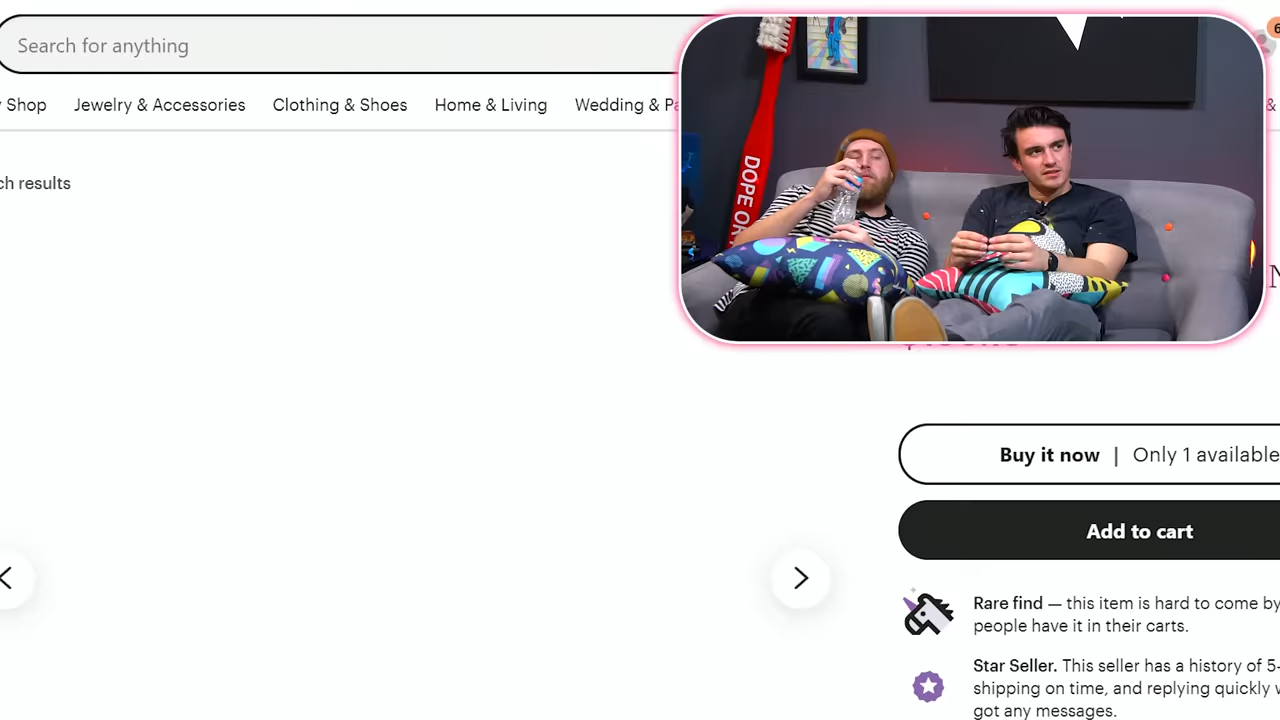 Search for anything
6
Shop
Jewelry & Accessories
Clothing & Shoes
Home & Living
Wedding &
&
results
DOPE OR
Buy it now | Only 1 available
Add to cart
Rare find — this item is hard to come by
people have it in their carts.
Star Seller. This seller has a history of 5-
shipping on time, and replying quickly
got any messages.